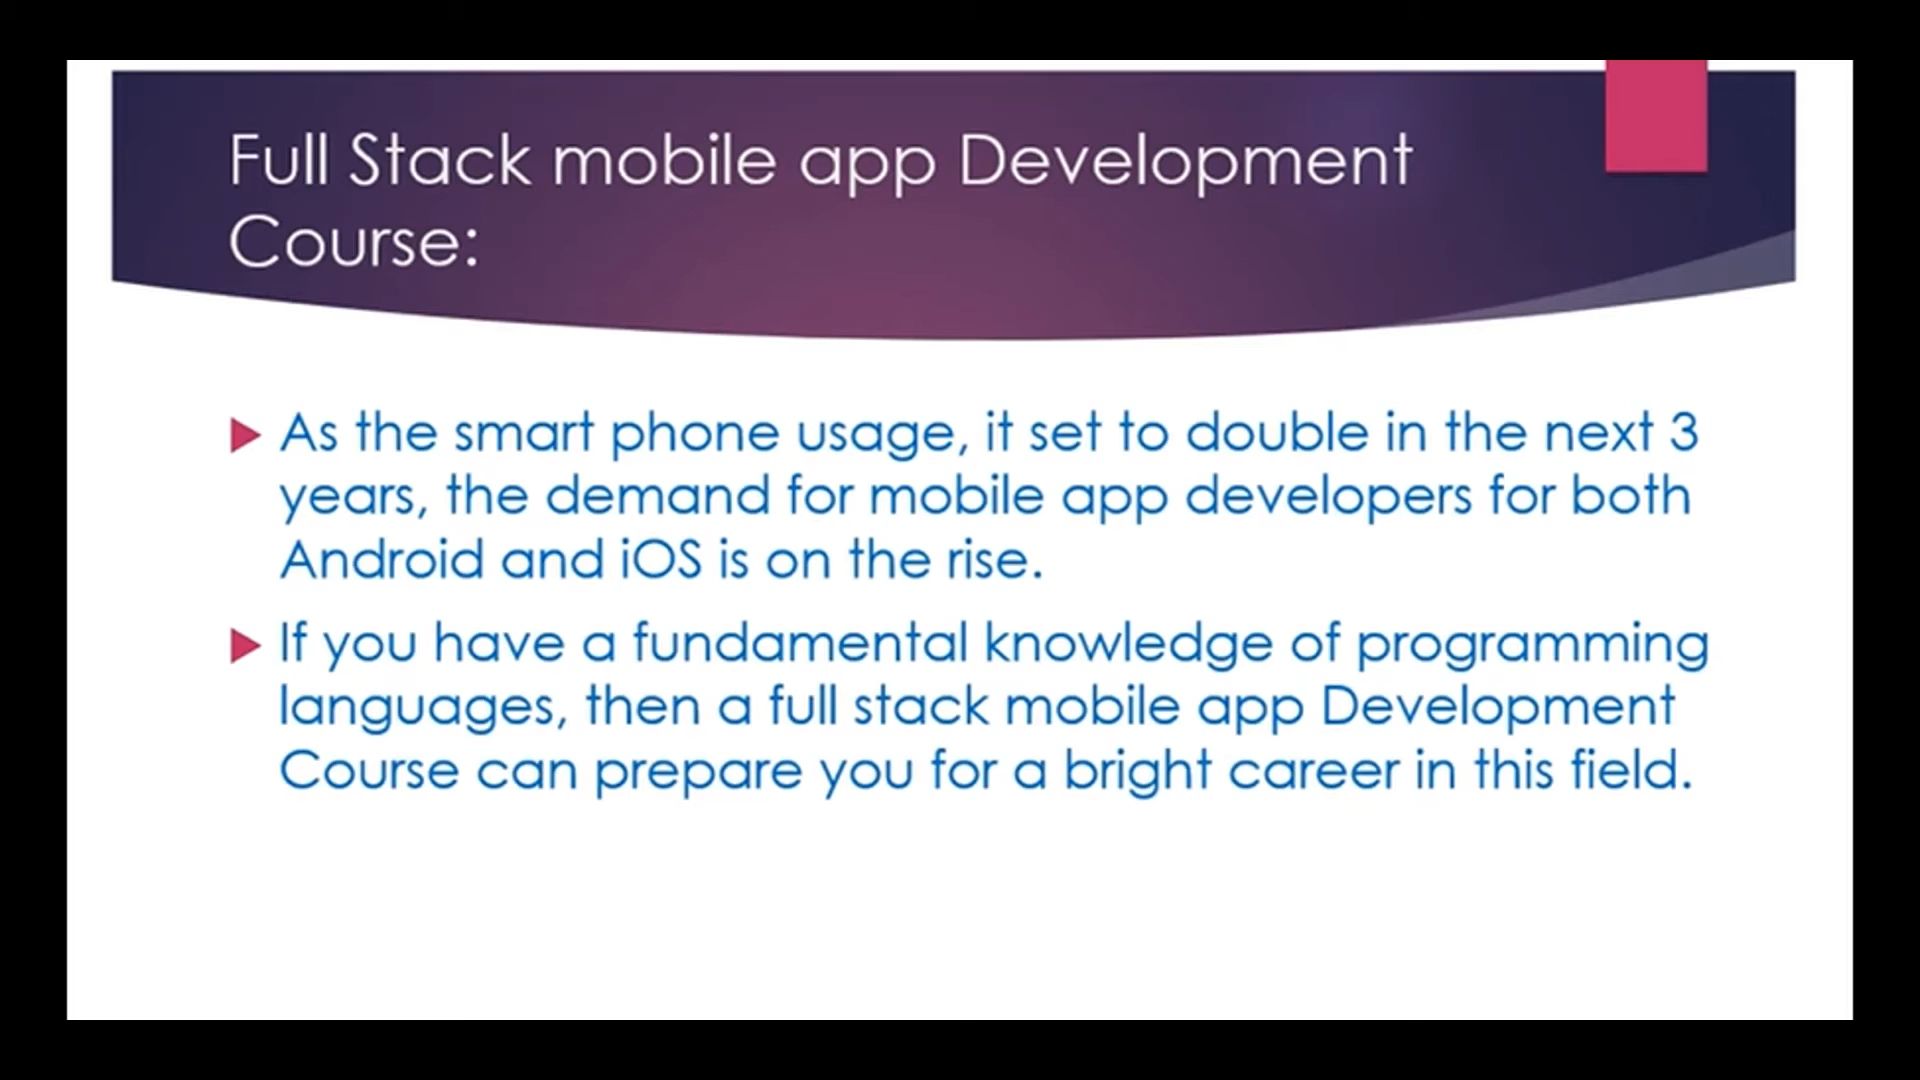 Full Stack mobile app Development
Course:
As the smart phone usage, it set to double in the next 3
years, the demand for mobile app developers for both
Android and iOS is on the rise.
If you have a fundamental knowledge of programming
languages, then a full stack mobile app Development
Course can prepare you for a bright career in this field.